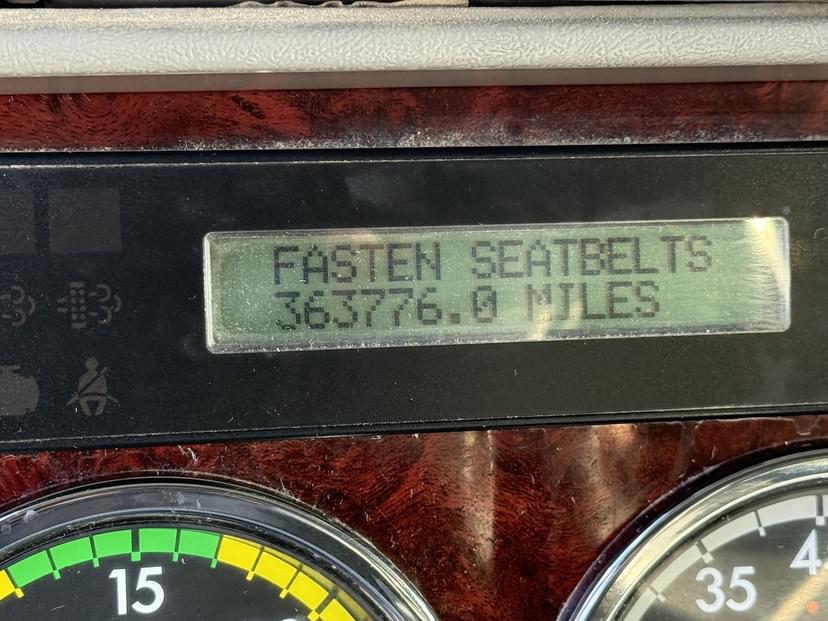 FASTEN SEATBELTS
363776.0 MILES
15
35